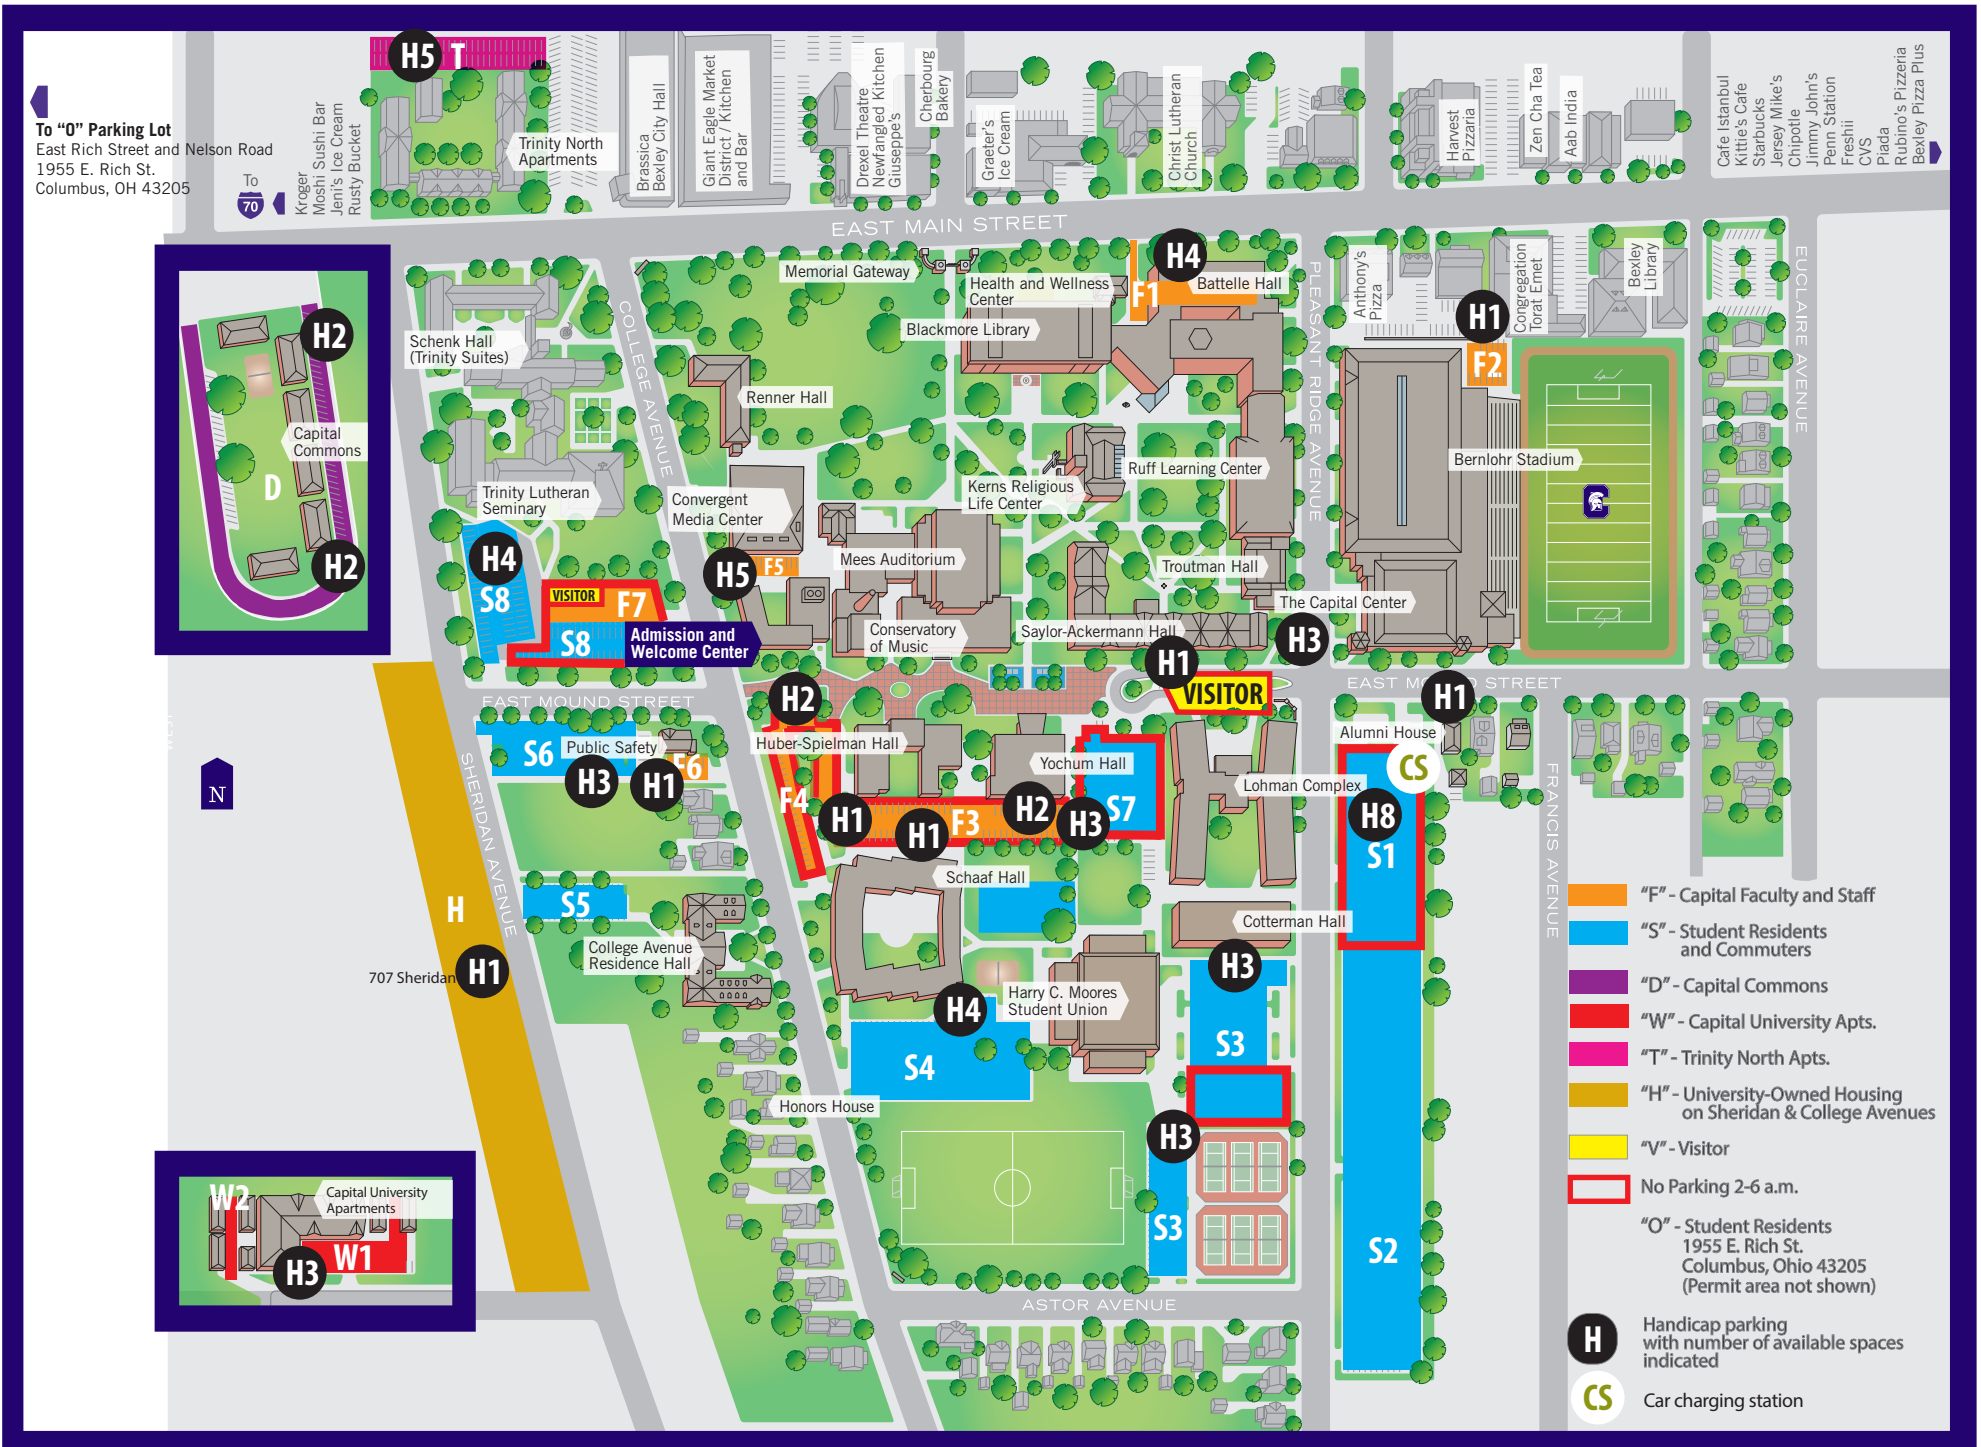 H5 T
To “O” Parking Lot
East Rich Street and Nelson Road
1955 E. Rich St.
Columbus, OH 43205
To
70
Kroger
Moshi Sushi Bar
Jeni's Ice Cream
Rusty Bucket
Trinity North
Apartments
Brassica
Bexley City Hall
Giant Eagle Market
District / Kitchen
and Bar
Drexel Theatre
Newfangled Kitchen
Giuseppe's
Cherbourg
Bakery
Graeter's
Ice Cream
Christ Lutheran
Church
Harvest
Pizzaria
Zen Cha Tea
Aab India
Cafe Istanbul
Kittie's Cafe
Starbucks
Jersey Mike's
Chipotle
Jimmy John's
Penn Station
Freshii
CVS
Piada
Rubino's Pizzeria
Bexley Pizza Plus
EAST MAIN STREET
Memorial Gateway
Health and Wellness
Center
H4
Battelle Hall
F1
Blackmore Library
PLEASANT RIDGE AVENUE
Anthony's
Pizza
H1
F2
Congregation
Torat Emet
Bexley
Library
EUCLAIRE AVENUE
H2
Capital
Commons
D
H2
Schenk Hall
(Trinity Suites)
COLLEGE AVENUE
Renner Hall
Trinity Lutheran
Seminary
Convergent
Media Center
Kerns Religious
Life Center
Ruff Learning Center
Bernlohr Stadium
H4
S8
VISITOR
F7
S8
Admission and
Welcome Center
H5
F5
Mees Auditorium
Conservatory
of Music
Troutman Hall
The Capital Center
Saylor-Ackermann Hall
H1
H3
VISITOR
EAST MOUND STREET
EAST MOUND STREET
H2
H1
Alumni House
CS
S6
Public Safety
F6
H3
H1
Huber-Spielman Hall
F4
Yochum Hall
S7
H1
H1
F3
H2
H3
Lohman Complex
H8
S1
FRANCIS AVENUE
SHERIDAN AVENUE
H
707 Sheridan
H1
N
S5
College Avenue
Residence Hall
Schaaf Hall
Cotterman Hall
H3
H4
Harry C. Moores
Student Union
S4
S3
Honors House
H3
S3
S2
ASTOR AVENUE
W2
Capital University
Apartments
H3
W1
“F” - Capital Faculty and Staff
“S” - Student Residents
and Commuters
“D” - Capital Commons
“W” - Capital University Apts.
“T” - Trinity North Apts.
“H” - University-Owned Housing
on Sheridan & College Avenues
“V” - Visitor
No Parking 2-6 a.m.
“O” - Student Residents
1955 E. Rich St.
Columbus, Ohio 43205
(Permit area not shown)
H
Handicap parking
with number of available spaces
indicated
CS
Car charging station